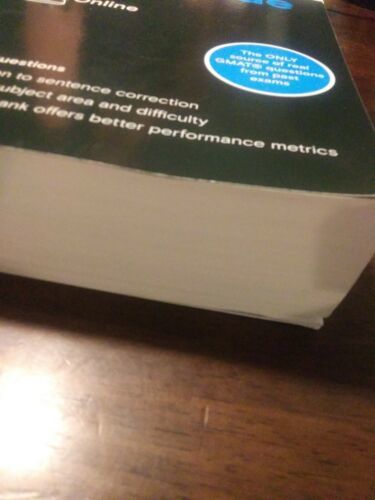 Online
The ONLY
source of real
GMAT® questions
from past
exams
uestions
n to sentence correction
ubject area and difficulty
ank offers better performance metrics